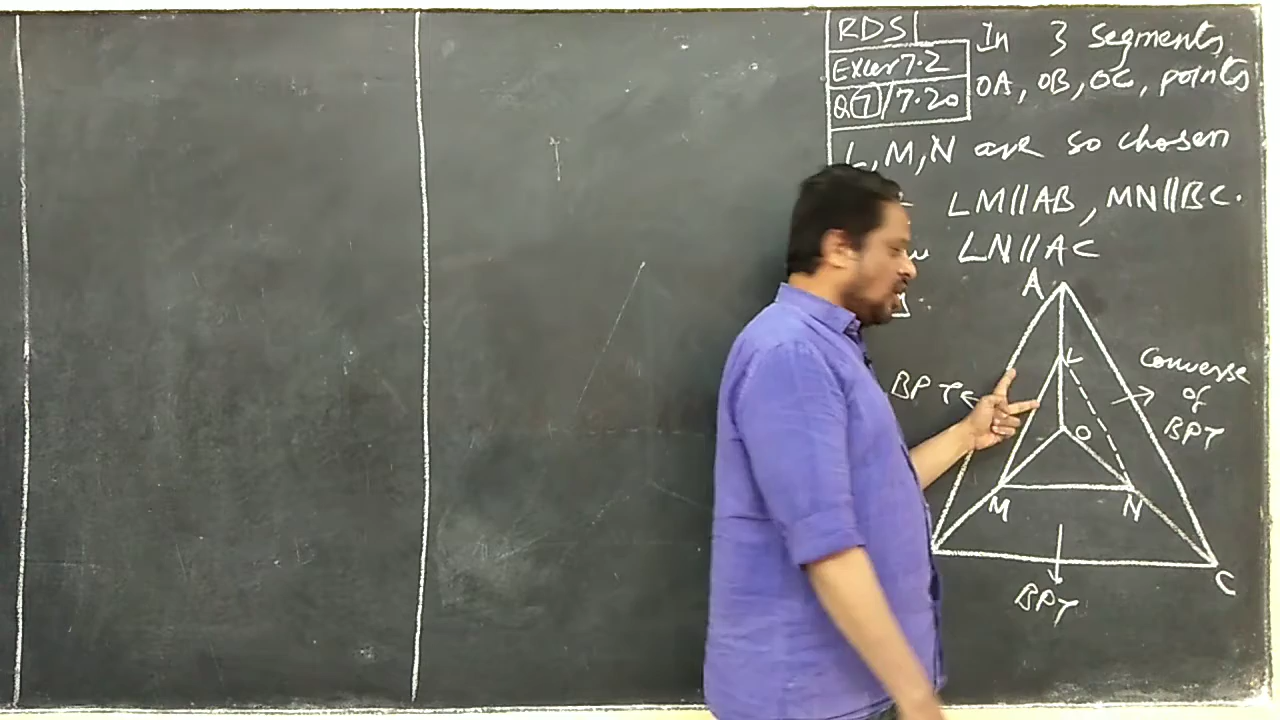 RDS
Exer 7.2
Q(7)/7.20
In 3 segments
OA, OB, OC, points
L, M, N are so chosen
LM||AB, MN||BC.
LN||AC
A
L
Converse
of
BPT
BPT
O
M
N
C
BPT